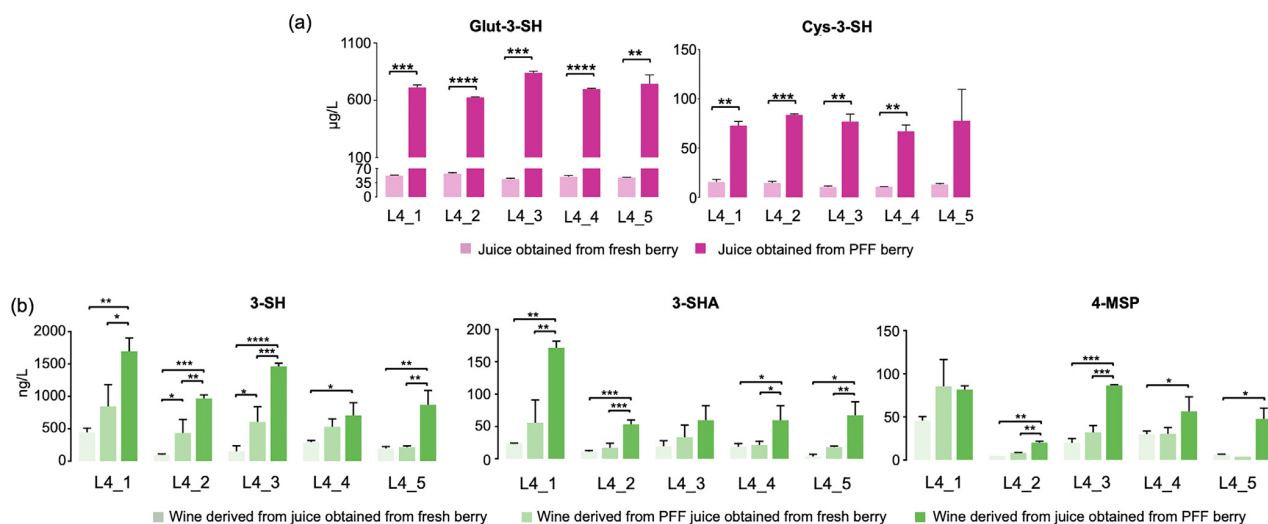 (a)
Glut-3-SH
Cys-3-SH
µg/L
1100
600
100
70
35
0
*** **** *** **** **
L4_1 L4_2 L4_3 L4_4 L4_5
150
100
50
0
** *** ** **
L4_1 L4_2 L4_3 L4_4 L4_5
Juice obtained from fresh berry Juice obtained from PFF berry
(b)
3-SH
3-SHA
4-MSP
ng/L
2000
1500
1000
500
0
** * *** * ** **** * *** * ** **
L4_1 L4_2 L4_3 L4_4 L4_5
200
150
100
50
0
** ** *** *** * * * **
L4_1 L4_2 L4_3 L4_4 L4_5
150
100
50
0
** ** *** *** * *
L4_1 L4_2 L4_3 L4_4 L4_5
Wine derived from juice obtained from fresh berry Wine derived from PFF juice obtained from fresh berry Wine derived from juice obtained from PFF berry